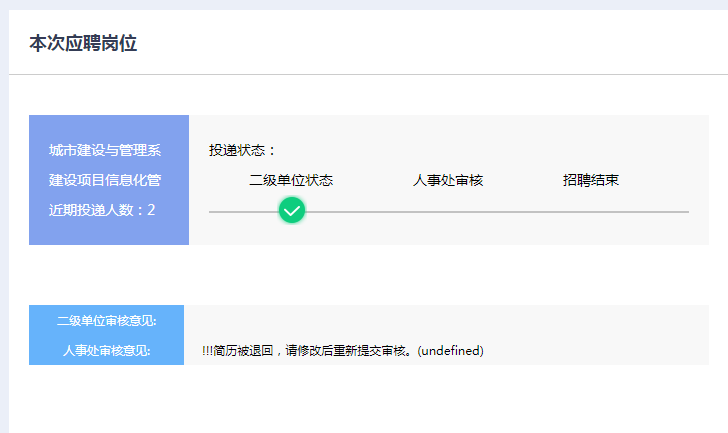 本次应聘岗位
城市建设与管理系
建设项目信息化管
近期投递人数：2
投递状态：
二级单位状态 人事处审核 招聘结束
二级单位审核意见:
人事处审核意见:
!!!简历被退回，请修改后重新提交审核。(undefined)